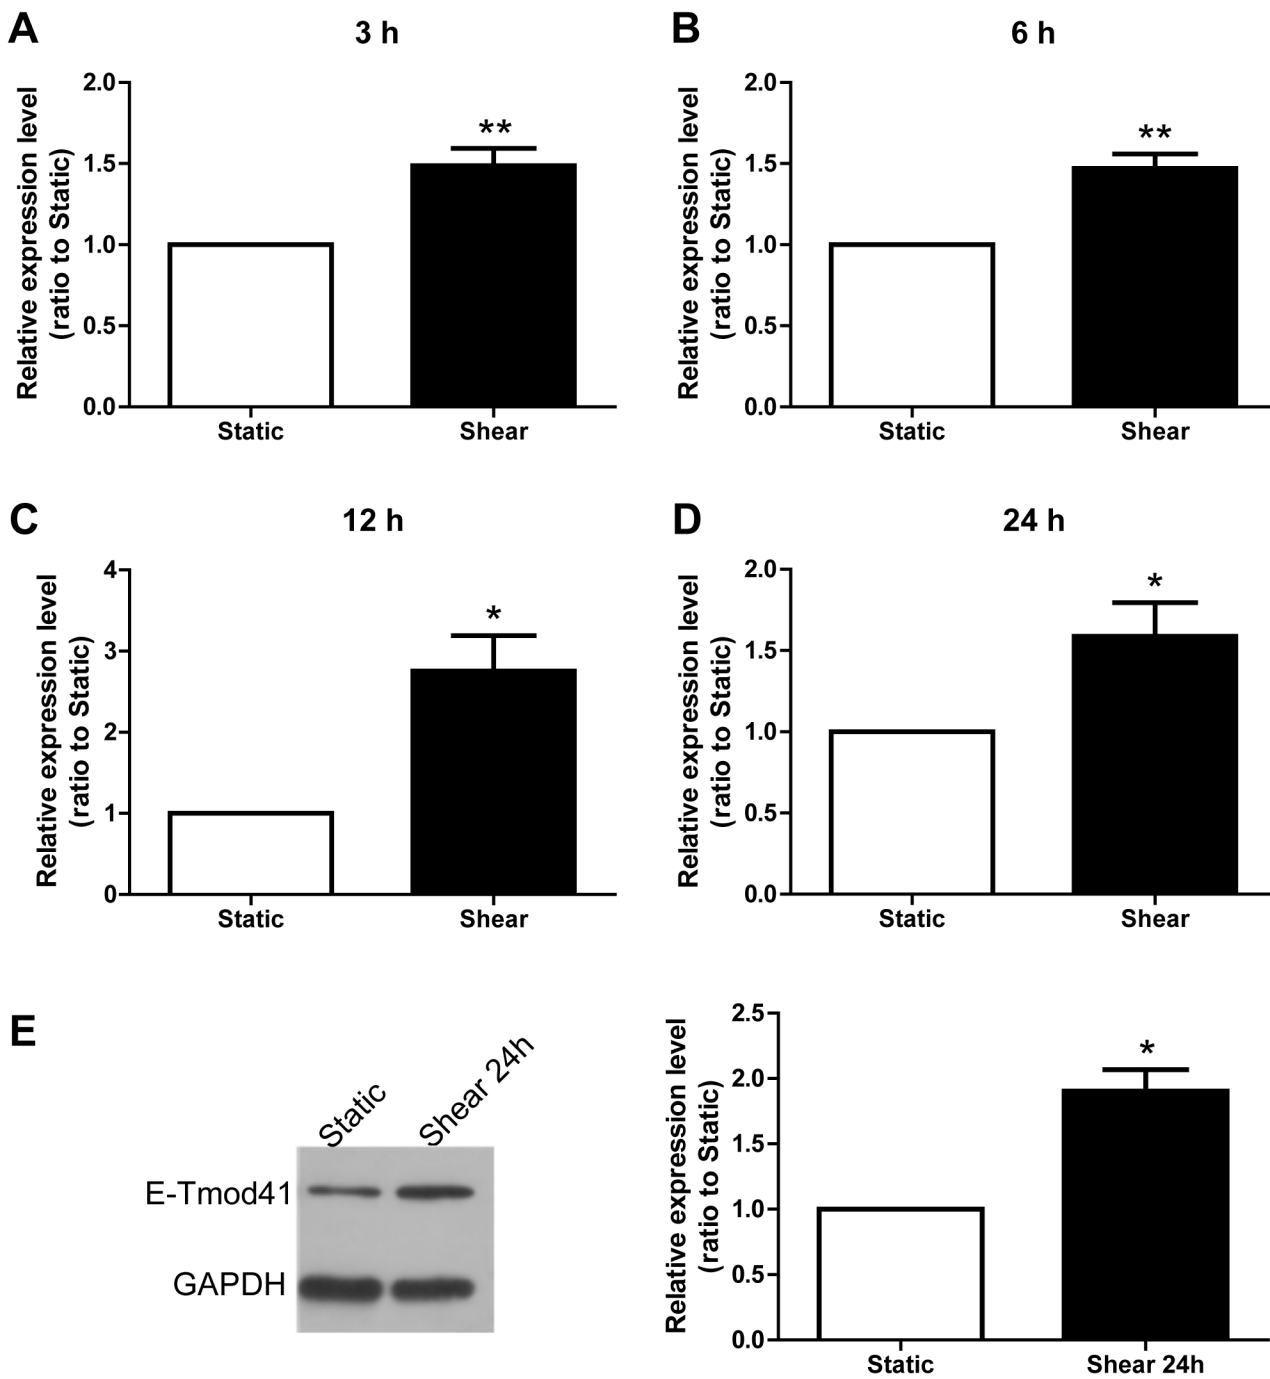 A
3 h
Relative expression level
(ratio to Static)
2.0
1.5
1.0
0.5
0.0
**
Static
Shear
B
6 h
Relative expression level
(ratio to Static)
2.0
1.5
1.0
0.5
0.0
**
Static
Shear
C
12 h
Relative expression level
(ratio to Static)
4
3
2
1
0
*
Static
Shear
D
24 h
Relative expression level
(ratio to Static)
2.0
1.5
1.0
0.5
0.0
*
Static
Shear
E
Static
Shear 24h
E-Tmod41
GAPDH
Relative expression level
(ratio to Static)
2.5
2.0
1.5
1.0
0.5
0.0
*
Static
Shear 24h